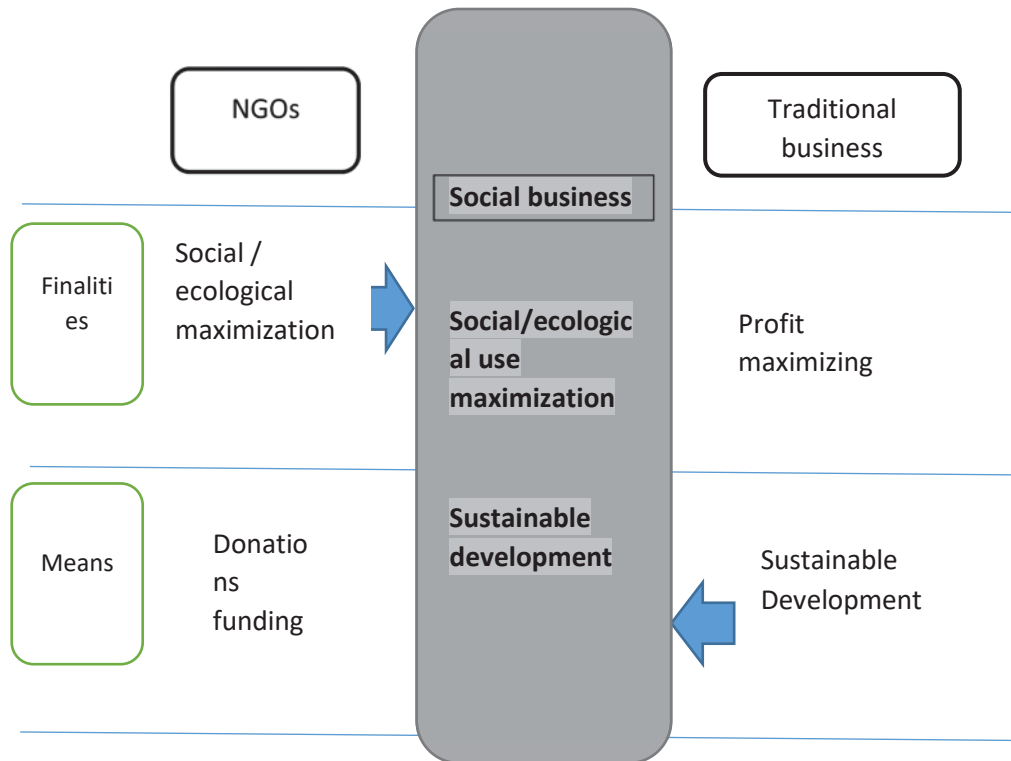 NGOs
Traditional
business
Social business
Finaliti
es
Social /
ecological
maximization
Social/ecologic
al use
maximization
Profit
maximizing
Means
Donatio
ns
funding
Sustainable
development
Sustainable
Development